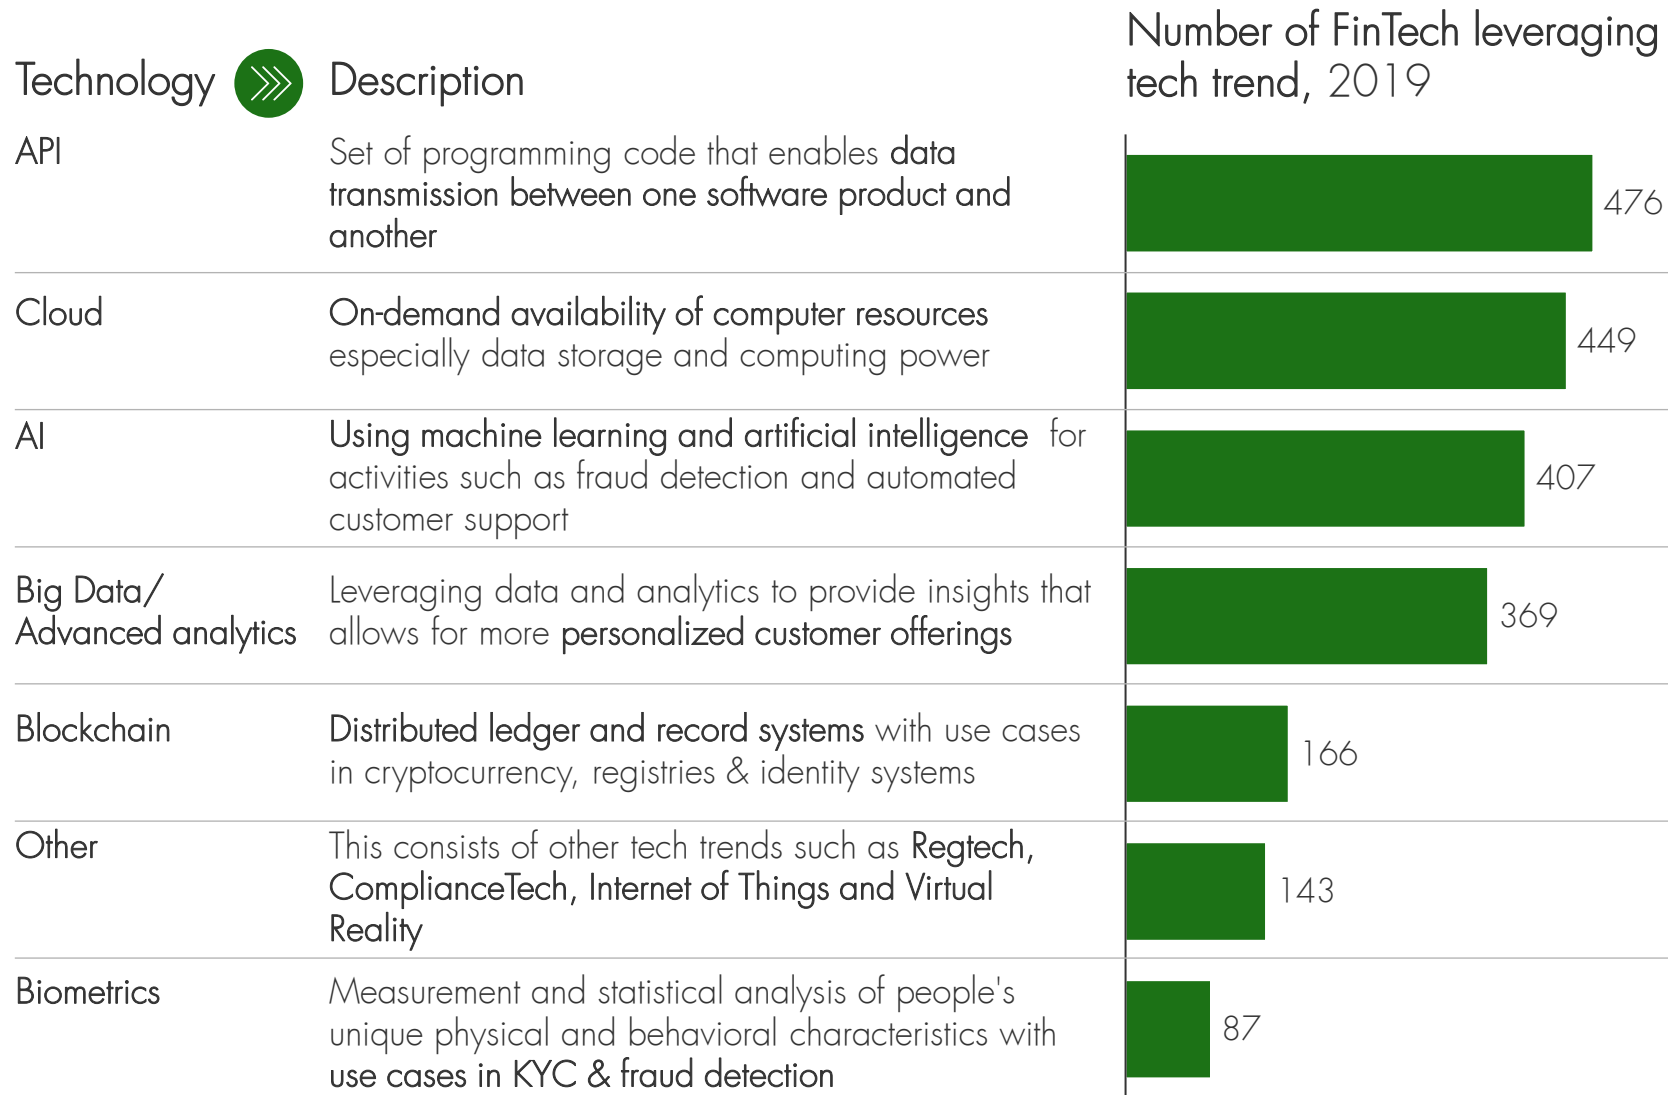 Technology
Description
Number of FinTech leveraging
tech trend, 2019
API
Set of programming code that enables data
transmission between one software product and
another
476
Cloud
On-demand availability of computer resources
especially data storage and computing power
449
AI
Using machine learning and artificial intelligence for
activities such as fraud detection and automated
customer support
407
Big Data/
Advanced analytics
Leveraging data and analytics to provide insights that
allows for more personalized customer offerings
369
Blockchain
Distributed ledger and record systems with use cases
in cryptocurrency, registries & identity systems
166
Other
This consists of other tech trends such as Regtech,
ComplianceTech, Internet of Things and Virtual
Reality
143
Biometrics
Measurement and statistical analysis of people's
unique physical and behavioral characteristics with
use cases in KYC & fraud detection
87